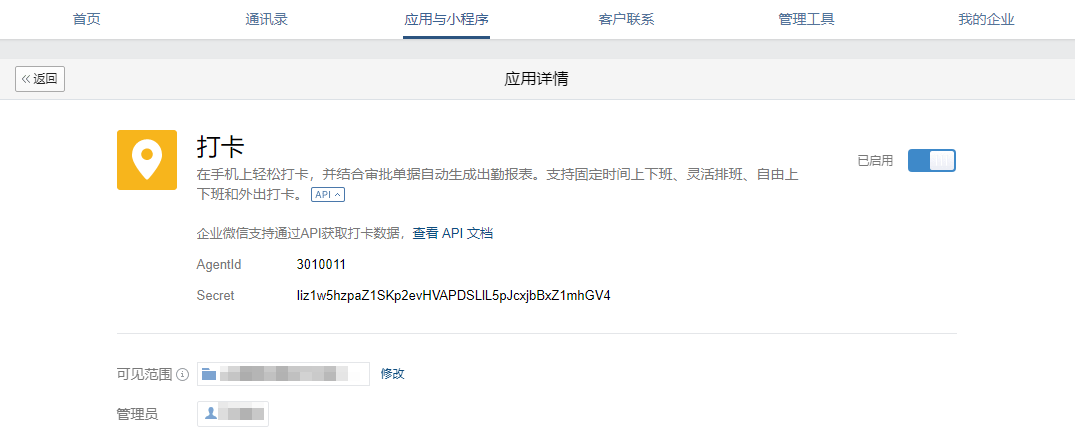 首页 通讯录 应用与小程序 客户联系 管理工具 我的企业
返回 应用详情
打卡
已启用
在手机上轻松打卡，并结合审批单据自动生成出勤报表。支持固定时间上下班、灵活排班、自由上
下班和外出打卡。 API
企业微信支持通过API获取打卡数据，查看 API 文档
AgentId 3010011
Secret Iiz1w5hzpaZ1SKp2evHVAPDSLIL5pJcxjbBxZ1mhGV4
可见范围 修改
管理员